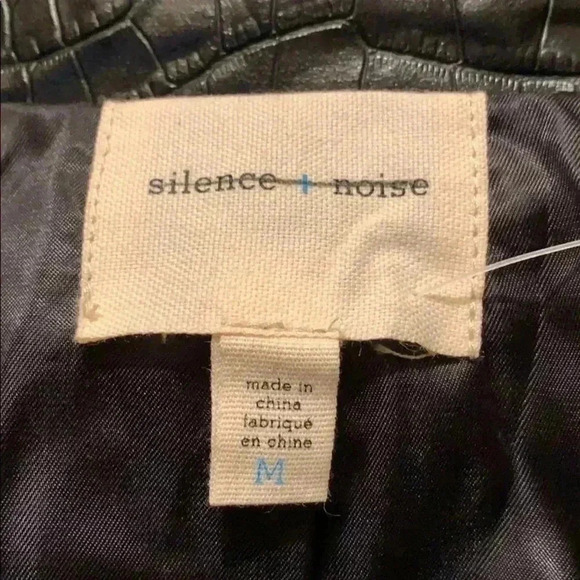 silence + noise
made in
china
fabriqué
en chine
M